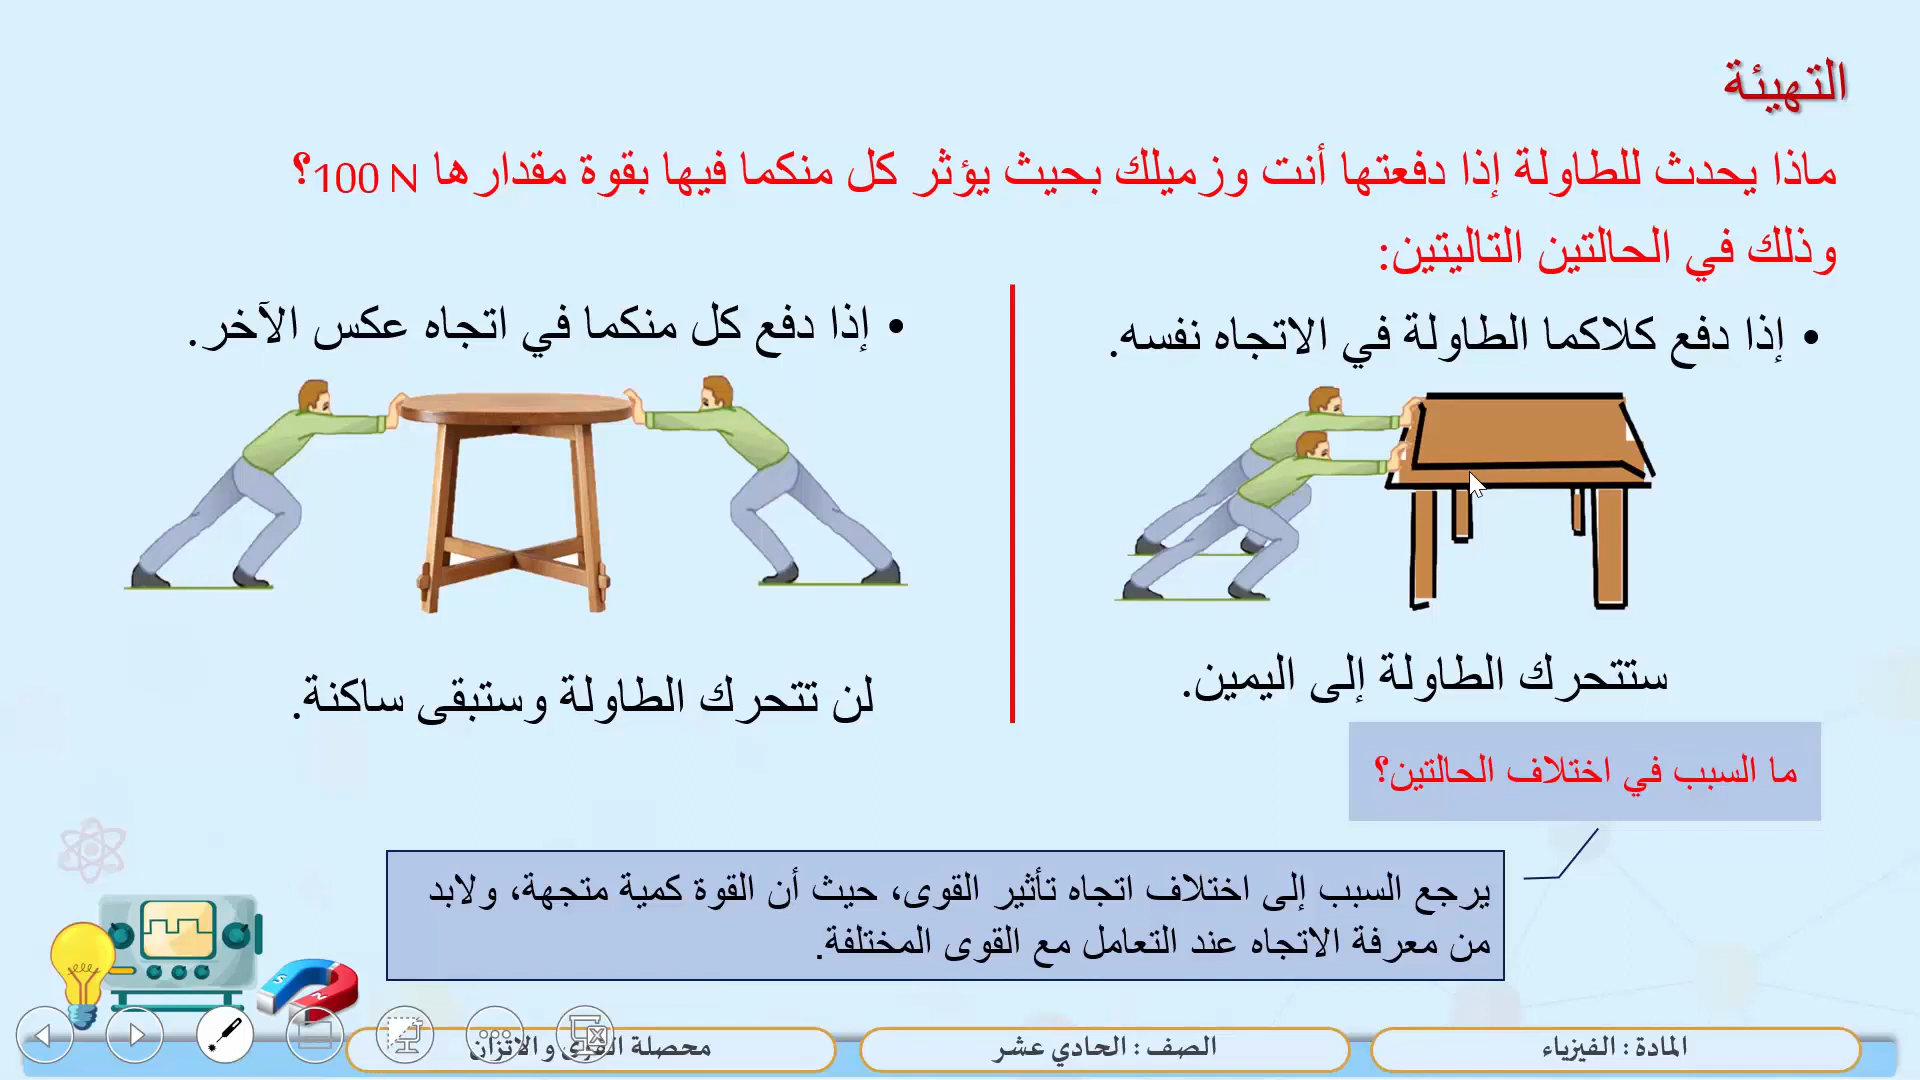 التهيئة
ماذا يحدث للطاولة إذا دفعتها أنت وزميلك بحيث يؤثر كل منكما فيها بقوة مقدارها 100 N؟
وذلك في الحالتين التاليتين:
• إذا دفع كلاكما الطاولة في الاتجاه نفسه.
• إذا دفع كل منكما في اتجاه عكس الآخر.
ستتحرك الطاولة إلى اليمين.
لن تتحرك الطاولة وستبقى ساكنة.
ما السبب في اختلاف الحالتين؟
يرجع السبب إلى اختلاف اتجاه تأثير القوى، حيث أن القوة كمية متجهة، ولابد
من معرفة الاتجاه عند التعامل مع القوى المختلفة.
S
N
المادة : الفيزياء
الصف : الحادي عشر
محصلة القوى و الاتزان